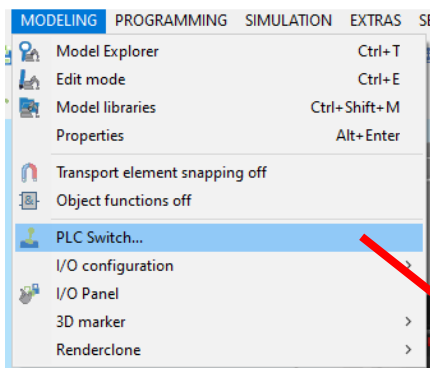 MODELING PROGRAMMING SIMULATION EXTRAS
Model Explorer Ctrl+T
Edit mode Ctrl+E
Model libraries Ctrl+Shift+M
Properties Alt+Enter
Transport element snapping off
Object functions off
PLC Switch...
I/O configuration
I/O Panel
3D marker
Renderclone